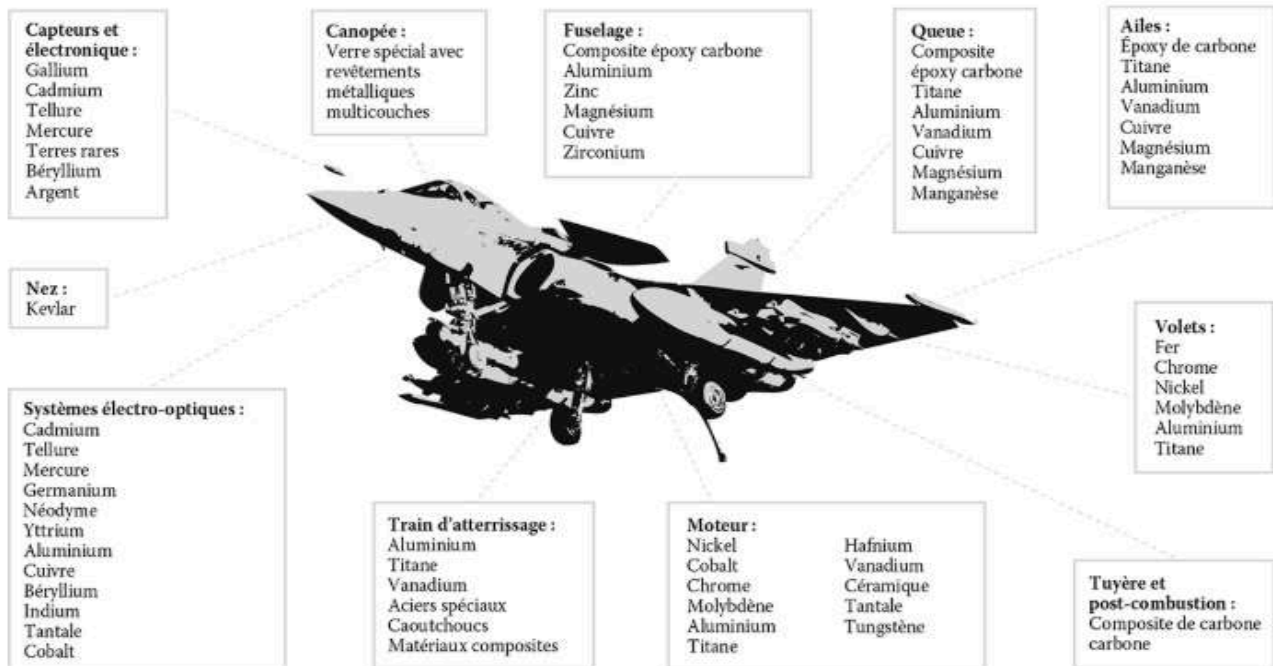 Capteurs et
électronique :
Gallium
Cadmium
Tellure
Mercure
Terres rares
Béryllium
Argent
Canopée :
Verre spécial avec
revêtements
métalliques
multicouches
Fuselage :
Composite époxy carbone
Aluminium
Zinc
Magnésium
Cuivre
Zirconium
Queue :
Composite
époxy carbone
Titane
Aluminium
Vanadium
Cuivre
Magnésium
Manganèse
Ailes :
Époxy de carbone
Titane
Aluminium
Vanadium
Cuivre
Magnésium
Manganèse
Nez :
Kevlar
Volets :
Fer
Chrome
Nickel
Molybdène
Aluminium
Titane
Systèmes électro-optiques :
Cadmium
Tellure
Mercure
Germanium
Néodyme
Yttrium
Aluminium
Cuivre
Béryllium
Indium
Tantale
Cobalt
Train d'atterrissage :
Aluminium
Titane
Vanadium
Aciers spéciaux
Caoutchoucs
Matériaux composites
Moteur :
Nickel
Cobalt
Chrome
Molybdène
Aluminium
Titane
Hafnium
Vanadium
Céramique
Tantale
Tungstène
Tuyère et
post-combustion :
Composite de carbone
carbone